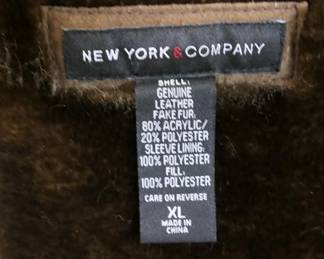 NEW YORK & COMPANY
SHELL:
GENUINE
LEATHER
FAKE FUR:
80% ACRYLIC/
20% POLYESTER
SLEEVE LINING:
100% POLYESTER
FILL:
100% POLYESTER
CARE ON REVERSE
XL
MADE IN
CHINA